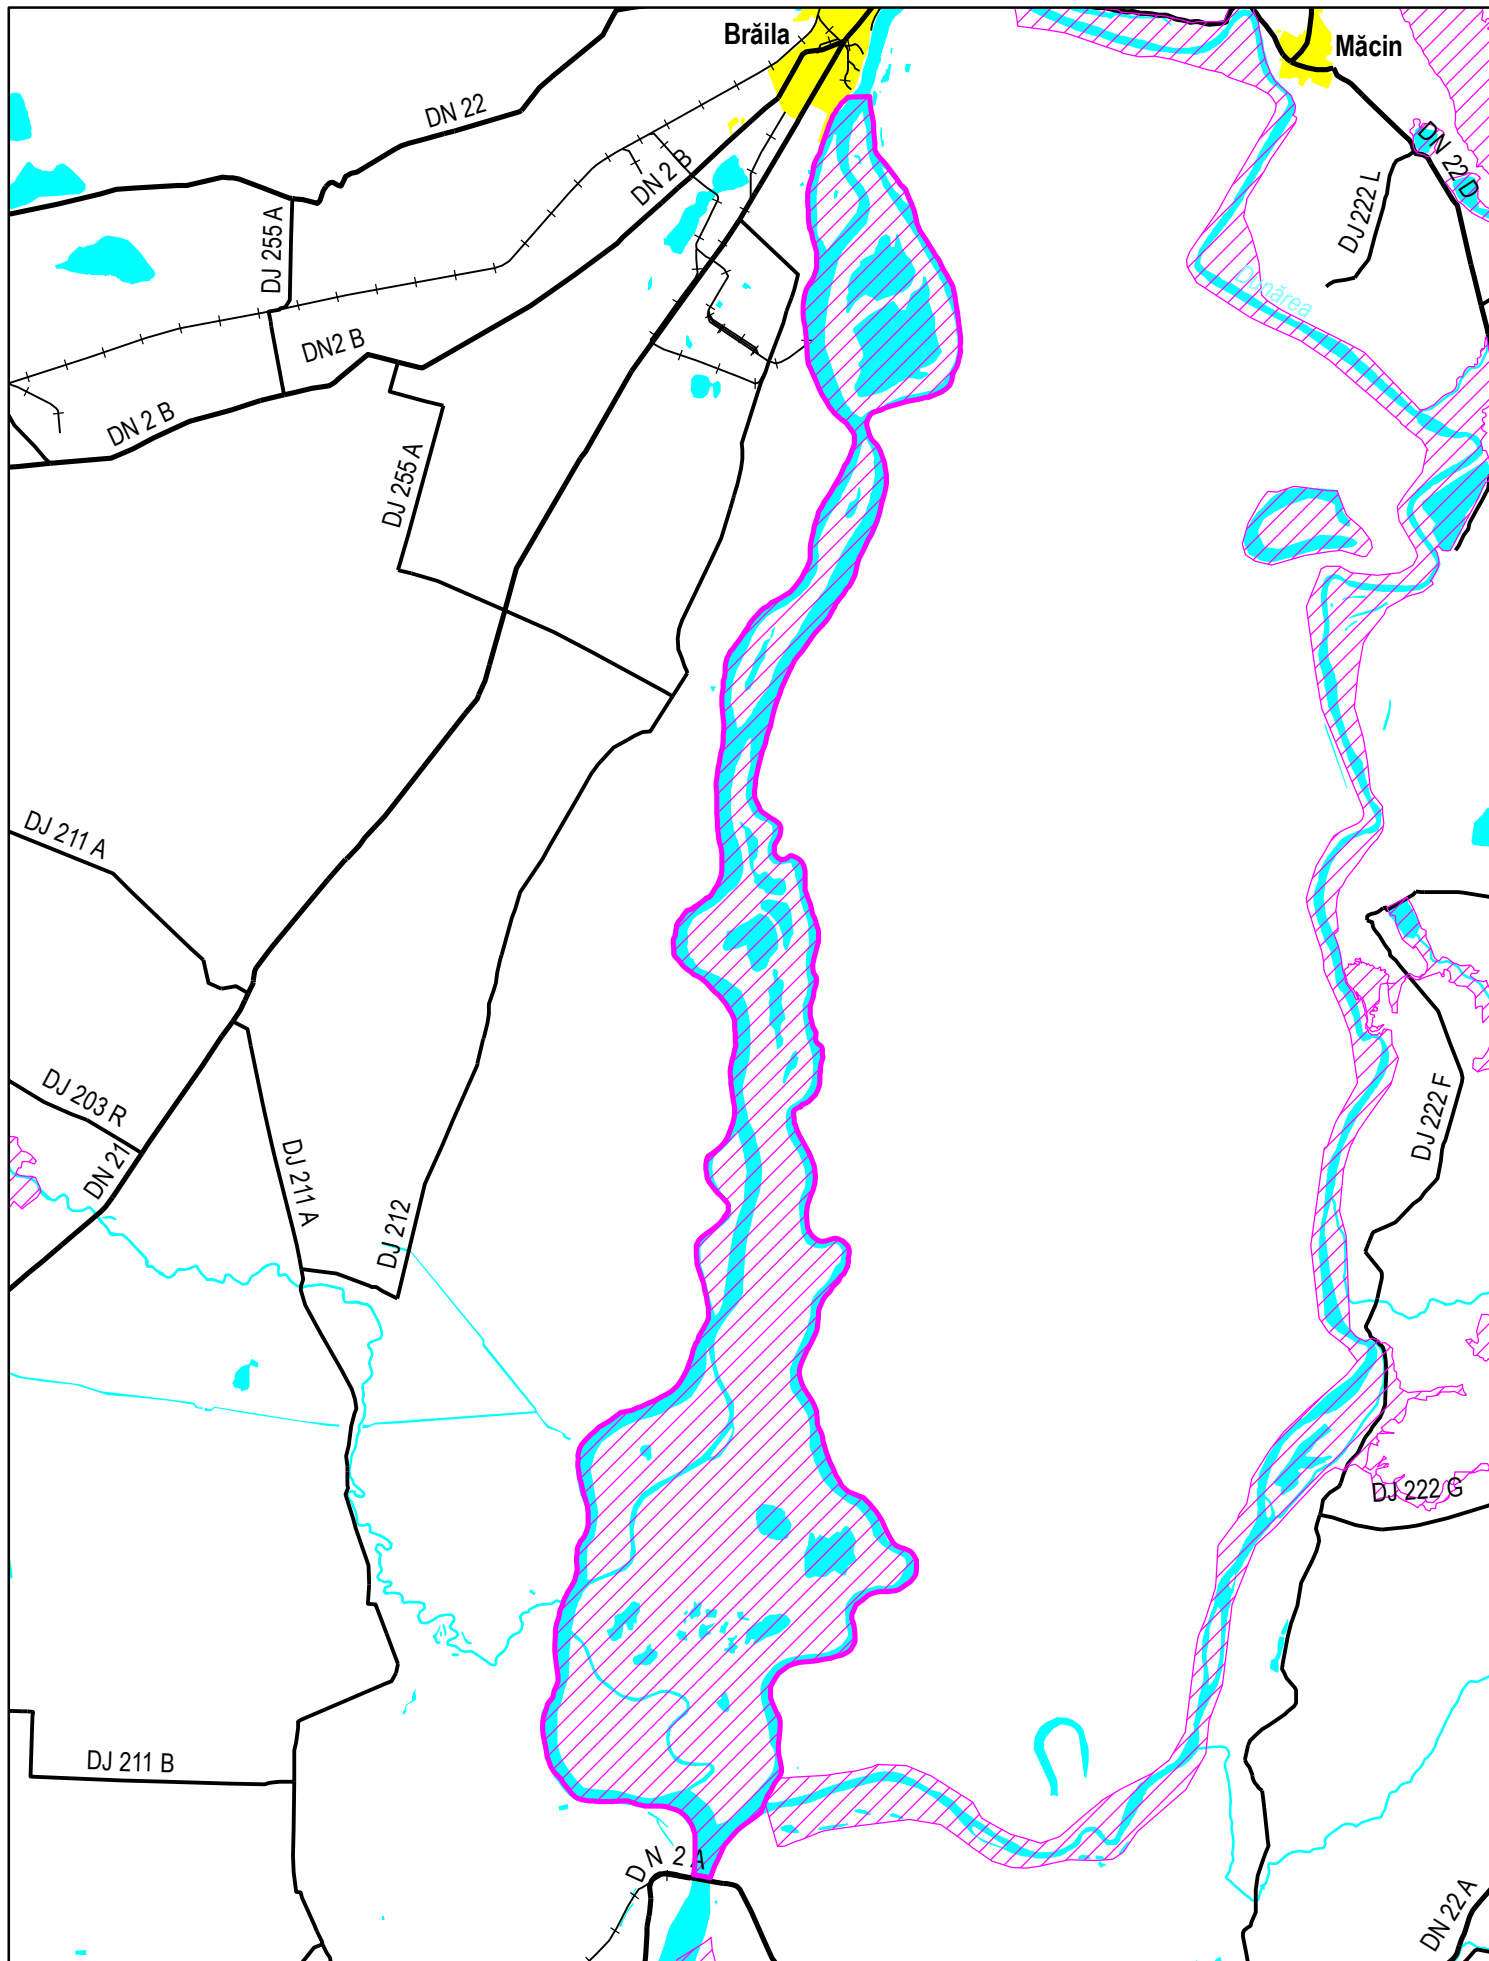 Brăila
Măcin
DN 22
DN 22 D
DN 2 B
DJ 222 L
DJ 255 A
Dunărea
DN2 B
DN 2 B
DJ 255 A
DJ 211 A
DJ 203 R
DN 21
DJ 222 F
DJ 211 A
DJ 212
DJ 222 G
DJ 211 B
DN 2 A
DN 22 A